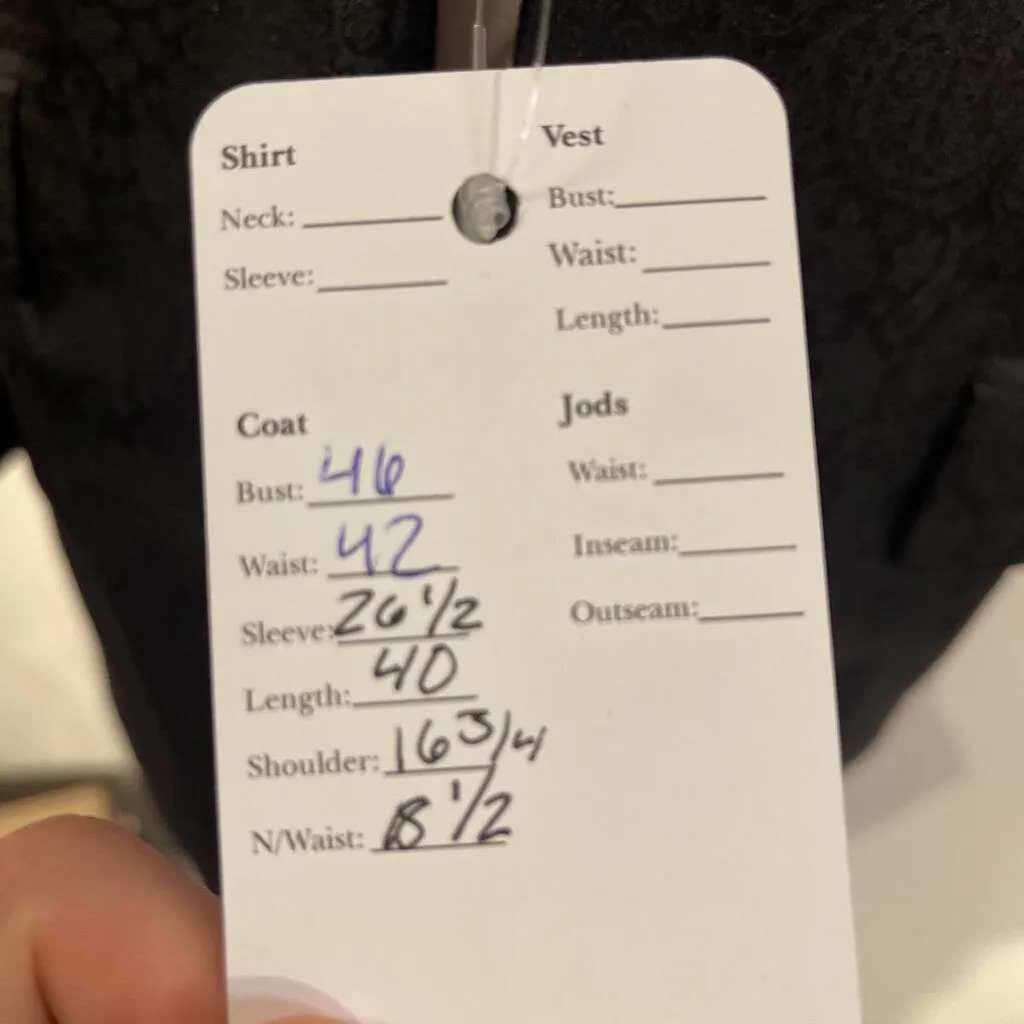 Shirt
Neck:
Sleeve:
Vest
Bust:
Waist:
Length:
Coat
Bust: 46
Waist: 42
Sleeve: 26 1/2
Length: 40
Shoulder: 16 3/4
N/Waist: 8 1/2
Jods
Waist:
Inseam:
Outseam: